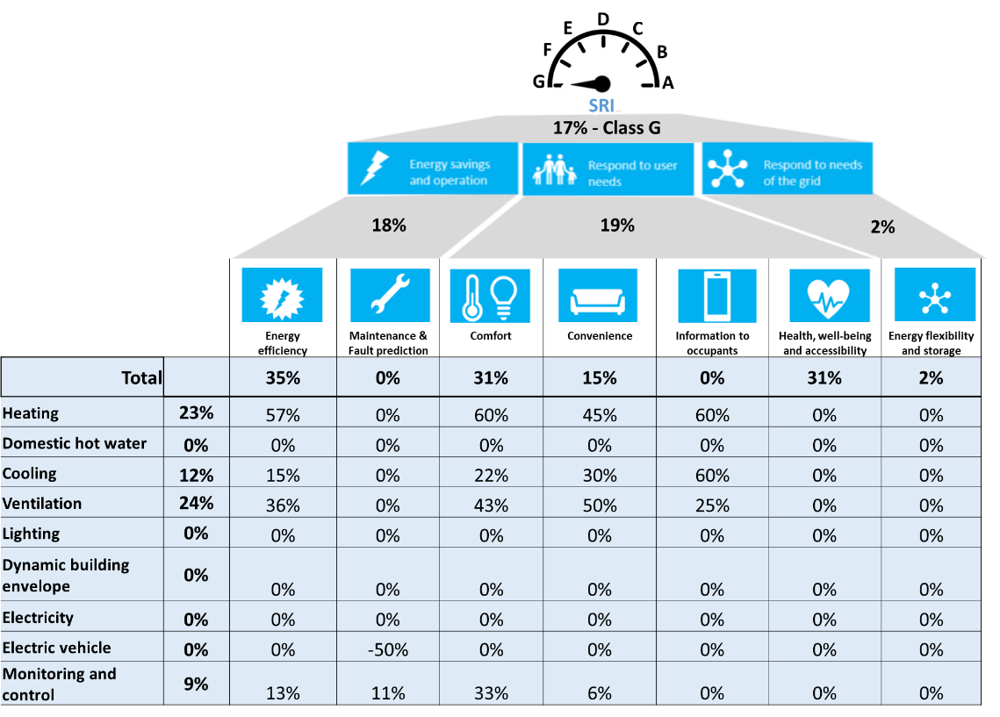 D
E C
F B
G A
SRI
17% - Class G
Energy savings and operation
Respond to user needs
Respond to needs of the grid
18% 19% 2%
Energy efficiency
Maintenance & Fault prediction
Comfort
Convenience
Information to occupants
Health, well-being and accessibility
Energy flexibility and storage
Total 35% 0% 31% 15% 0% 31% 2%
Heating 23% 57% 0% 60% 45% 60% 0% 0%
Domestic hot water 0% 0% 0% 0% 0% 0% 0% 0%
Cooling 12% 15% 0% 22% 30% 60% 0% 0%
Ventilation 24% 36% 0% 43% 50% 25% 0% 0%
Lighting 0% 0% 0% 0% 0% 0% 0% 0%
Dynamic building envelope 0% 0% 0% 0% 0% 0% 0% 0%
Electricity 0% 0% 0% 0% 0% 0% 0% 0%
Electric vehicle 0% 0% -50% 0% 0% 0% 0% 0%
Monitoring and control 9% 13% 11% 33% 6% 0% 0% 0%